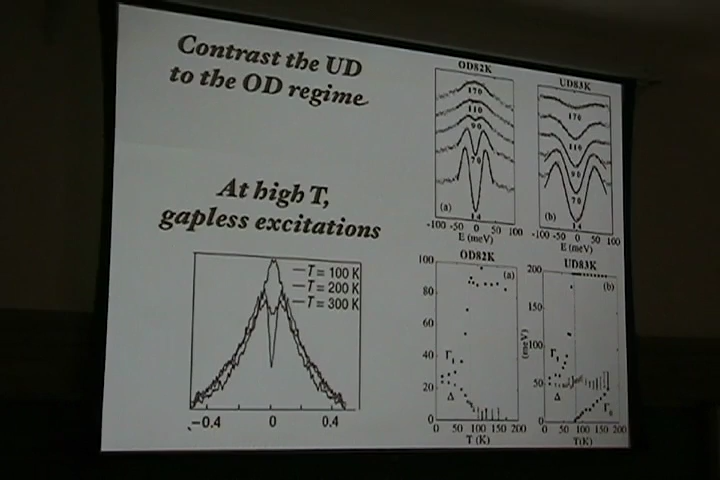 Contrast the UD
to the OD regime
At high T,
gapless excitations
T = 100 K
T = 200 K
T = 300 K
-0.4 0 0.4
OD82K
170
110
90
70
14
(a)
-100 -50 0 50 100
E (meV)
UD83K
170
110
90
70
14
(b)
-100 -50 0 50 100
E (meV)
OD82K
(a)
100
80
60
40
20
0
Γ₁
Δ
0 50 100 150 200
T (K)
UD83K
(b)
200
150
100
50
0
(meV)
Γ₁
Δ
Γ₀
0 50 100 150 200
T(K)